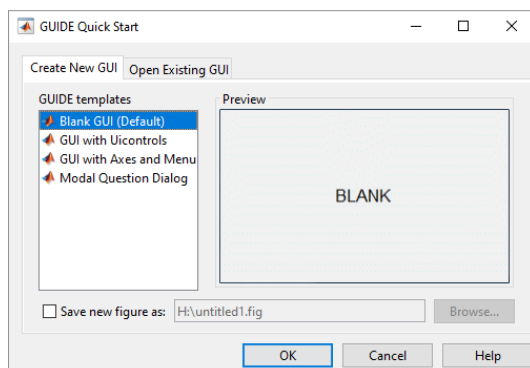 GUIDE Quick Start
Create New GUI
Open Existing GUI
GUIDE templates
Preview
Blank GUI (Default)
GUI with Uicontrols
GUI with Axes and Menu
Modal Question Dialog
BLANK
Save new figure as:
H:\untitled1.fig
Browse...
OK
Cancel
Help